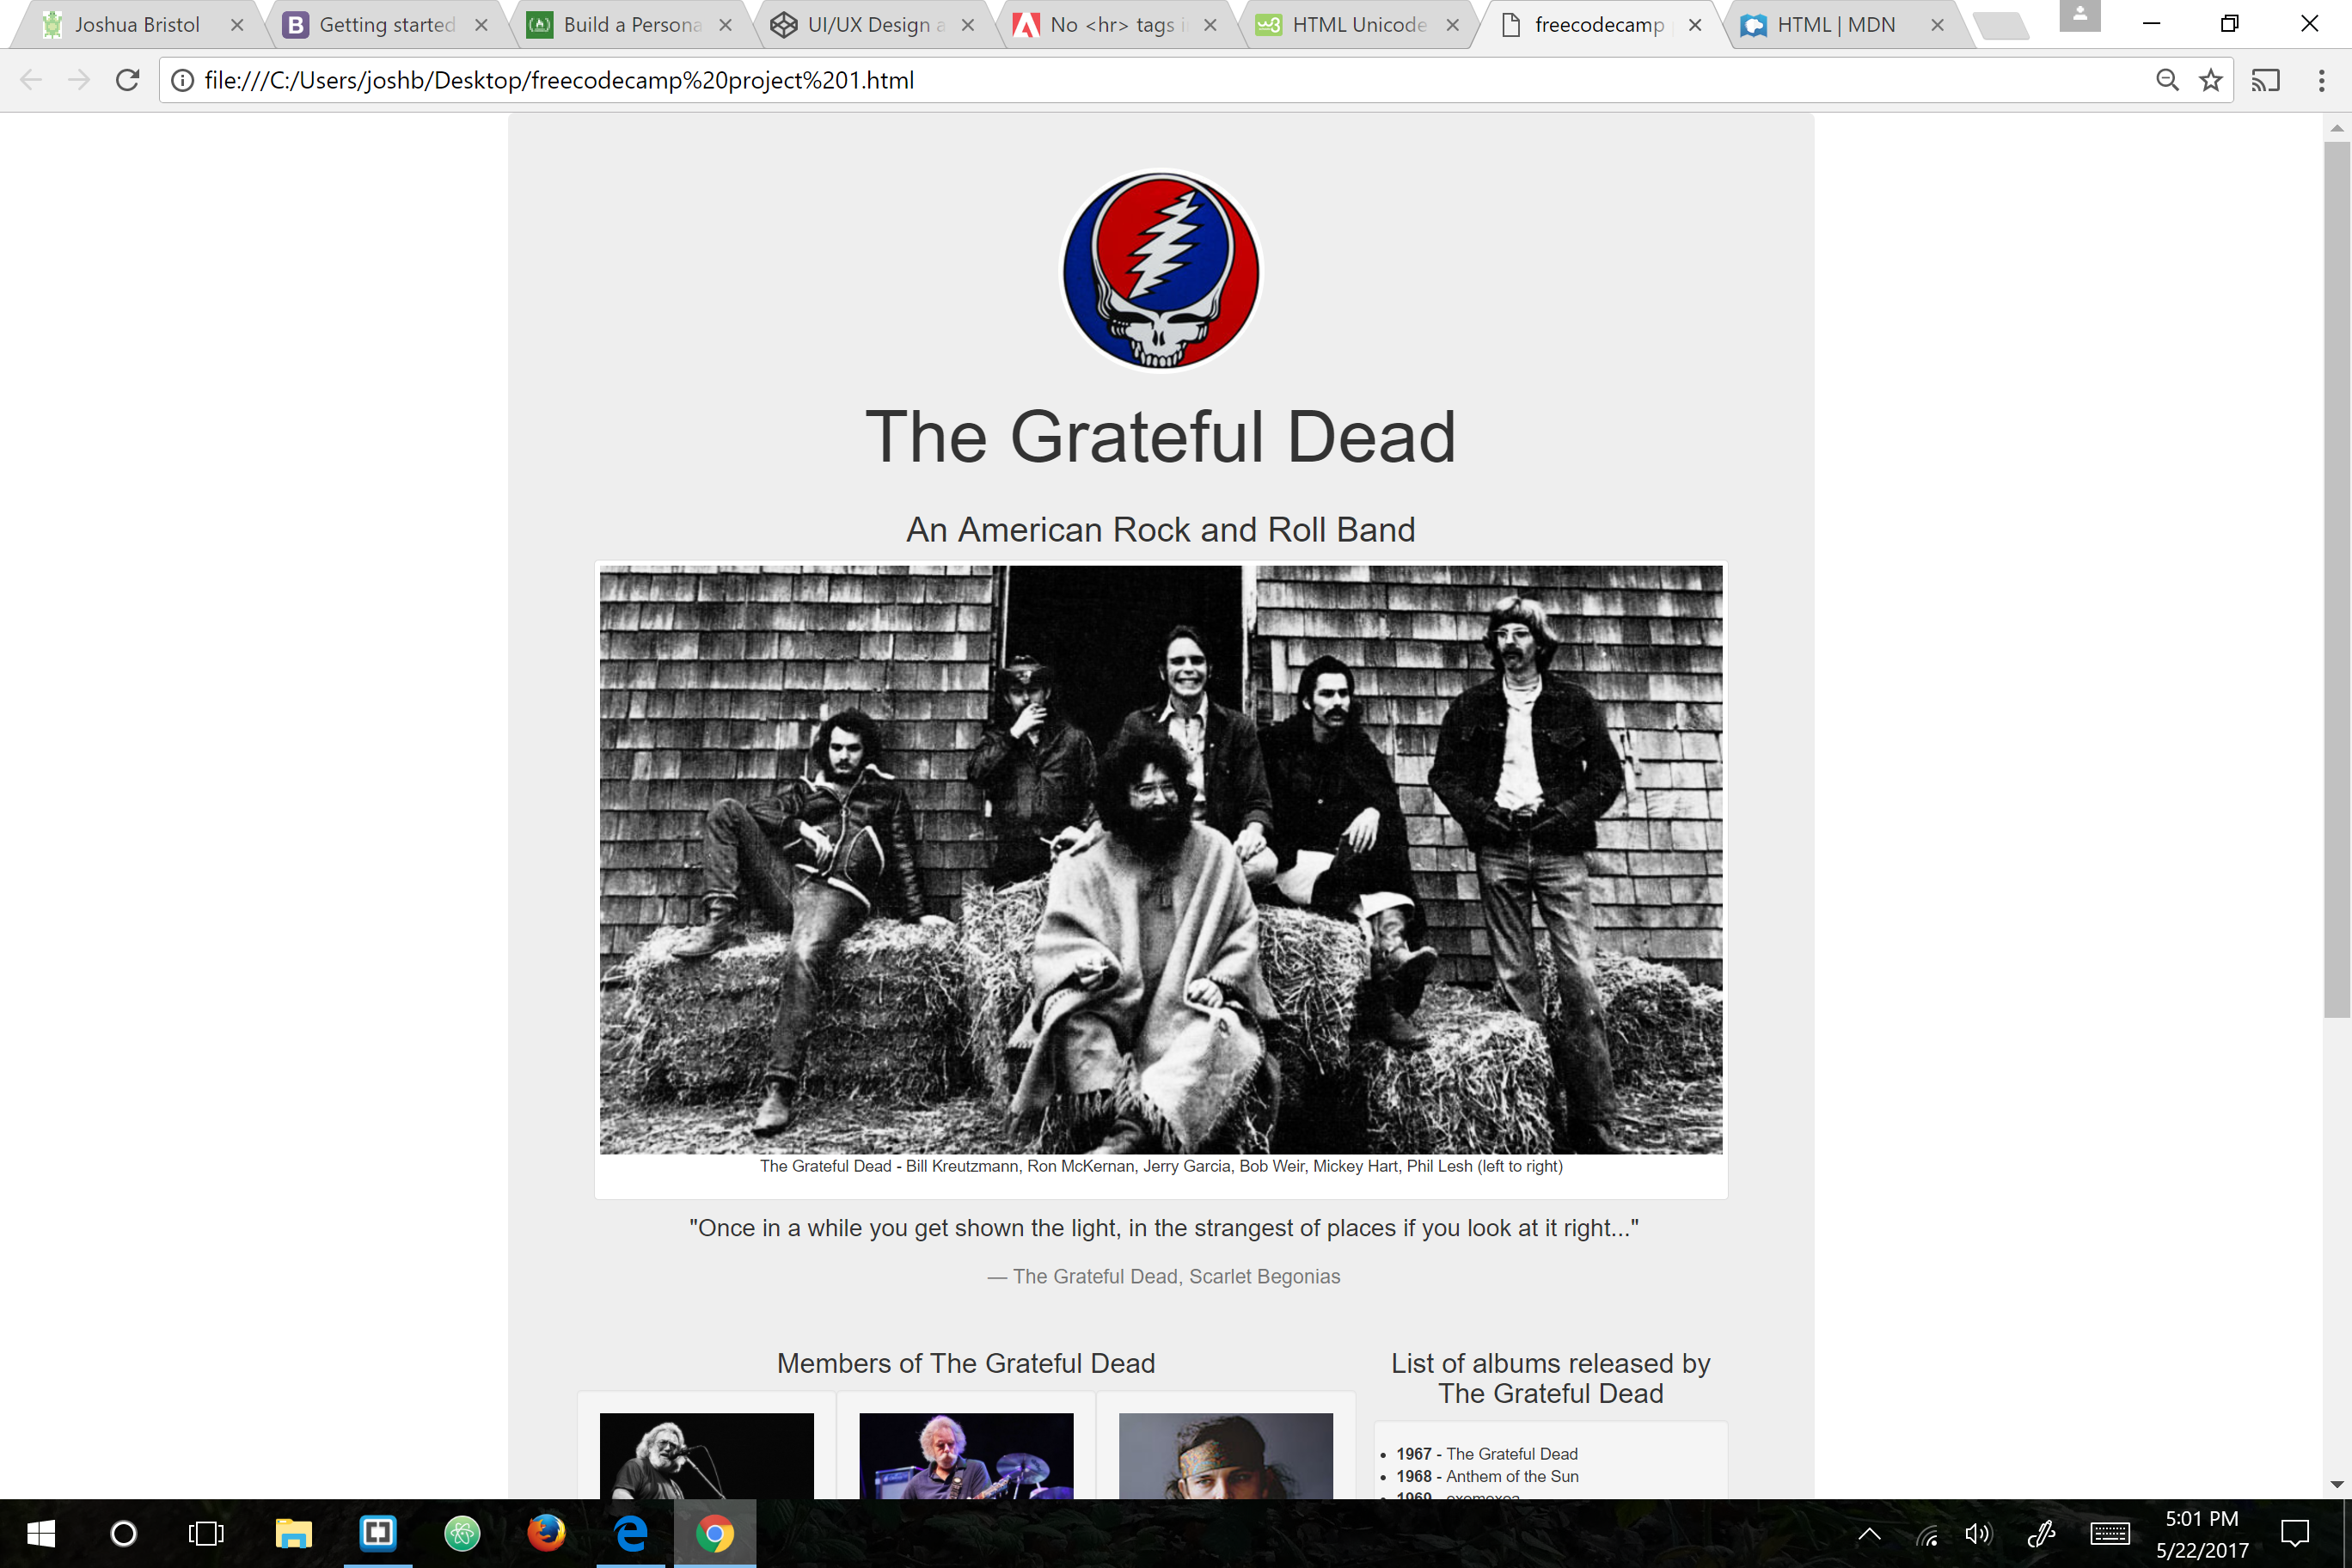 Joshua Bristol
Getting started
Build a Persona
UI/UX Design a
No <hr> tags i
HTML Unicode
freecodecamp
HTML | MDN
file:///C:/Users/joshb/Desktop/freecodecamp%20project%201.html
The Grateful Dead
An American Rock and Roll Band
The Grateful Dead - Bill Kreutzmann, Ron McKernan, Jerry Garcia, Bob Weir, Mickey Hart, Phil Lesh (left to right)
"Once in a while you get shown the light, in the strangest of places if you look at it right..."
— The Grateful Dead, Scarlet Begonias
Members of The Grateful Dead
List of albums released by
The Grateful Dead
1967 - The Grateful Dead
1968 - Anthem of the Sun
1969 -
5:01 PM
5/22/2017